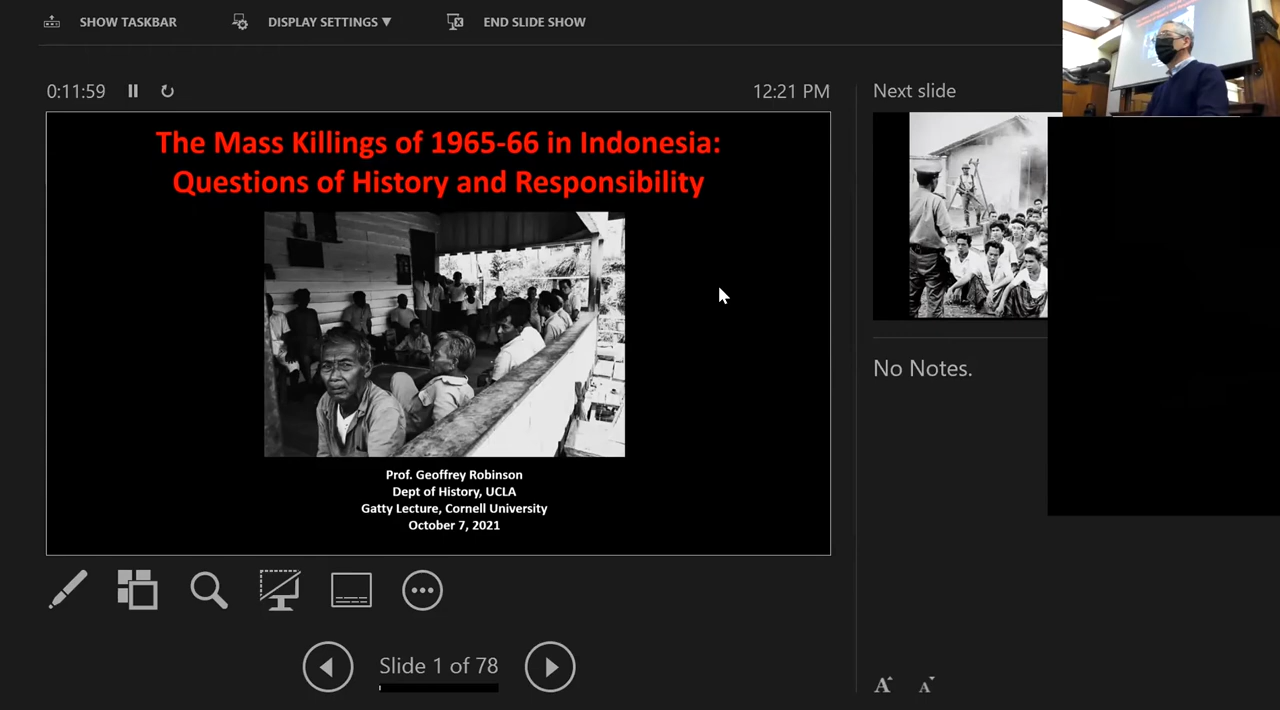 SHOW TASKBAR
DISPLAY SETTINGS ▼
END SLIDE SHOW
0:11:59
12:21 PM
Next slide
The Mass Killings of 1965-66 in Indonesia:
Questions of History and Responsibility
Prof. Geoffrey Robinson
Dept of History, UCLA
Gatty Lecture, Cornell University
October 7, 2021
No Notes.
Slide 1 of 78
A
A